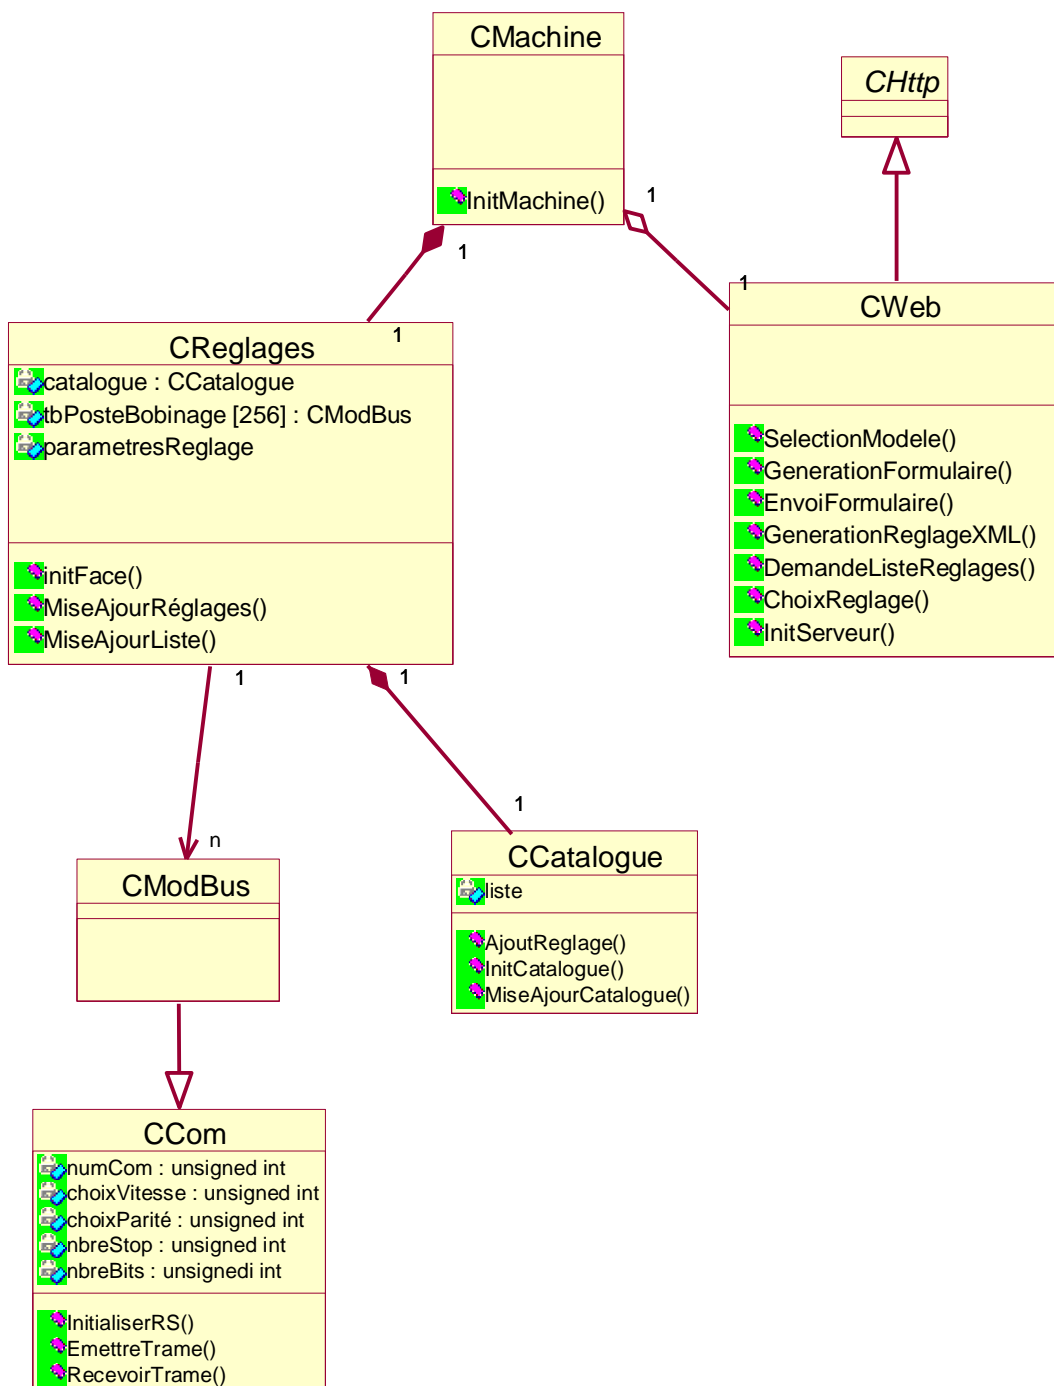 CMachine
InitMachine()
1
1
1
1
CHttp
CWeb
SelectionModele()
GenerationFormulaire()
EnvoiFormulaire()
GenerationReglageXML()
DemandeListeReglages()
ChoixReglage()
InitServeur()
CReglages
catalogue : CCatalogue
tbPosteBobinage [256] : CModBus
parametresReglage
initFace()
MiseAjourRéglages()
MiseAjourListe()
1
1
n
1
CModBus
CCatalogue
liste
AjoutReglage()
InitCatalogue()
MiseAjourCatalogue()
CCom
numCom : unsigned int
choixVitesse : unsigned int
choixParité : unsigned int
nbreStop : unsigned int
nbreBits : unsignedi int
InitialiserRS()
EmettreTrame()
RecevoirTrame()